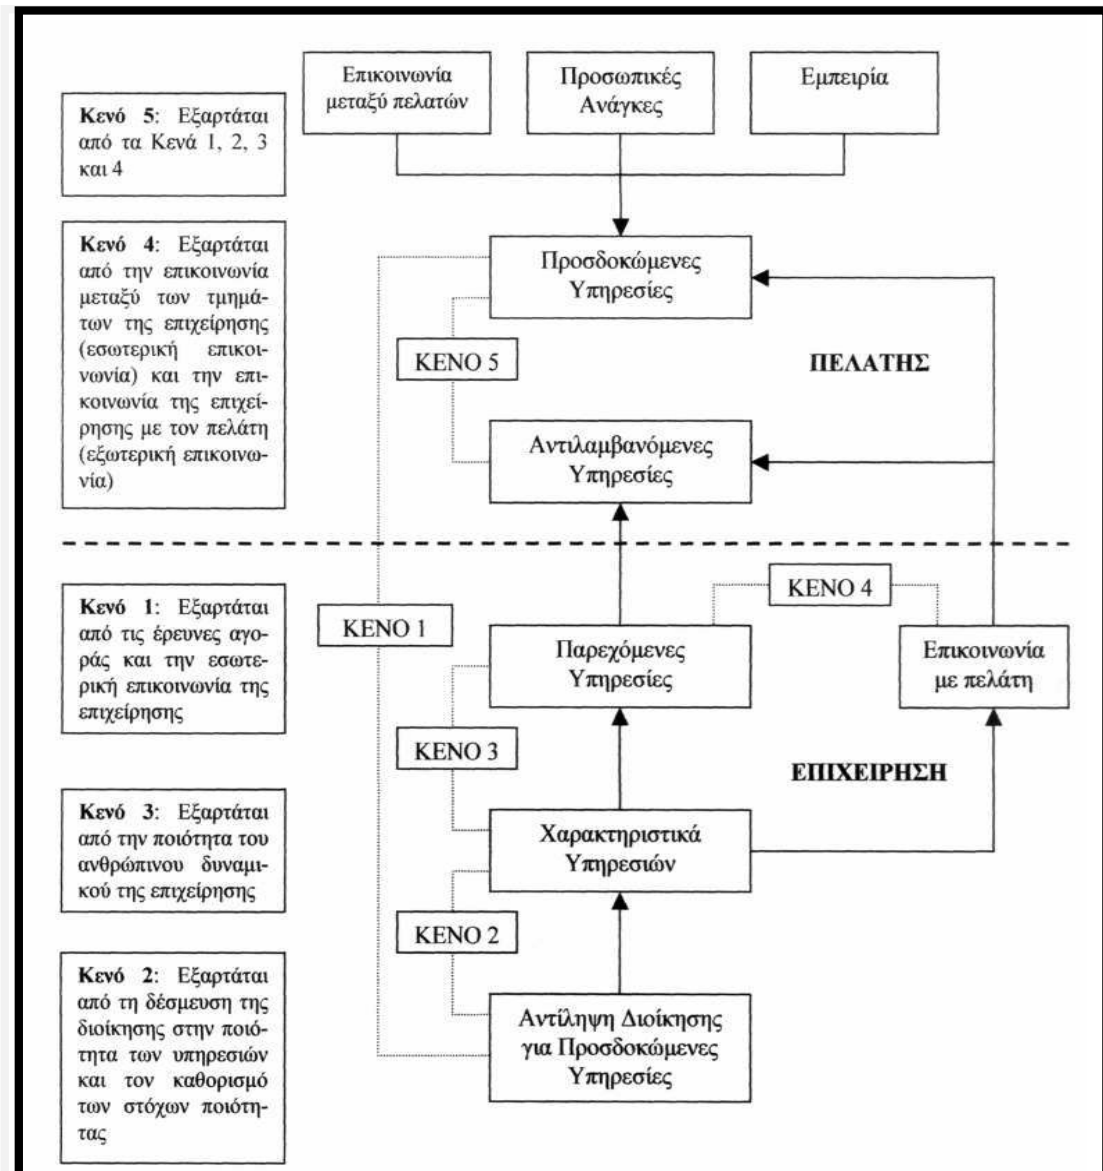 Επικοινωνία
μεταξύ πελατών
Προσωπικές
Ανάγκες
Εμπειρία
Κενό 5: Εξαρτάται
από τα Κενά 1, 2, 3
και 4
Κενό 4: Εξαρτάται
από την επικοινωνία
μεταξύ των τμημά-
των της επιχείρησης
(εσωτερική επικοι-
νωνία) και την επι-
κοινωνία της επιχεί-
ρησης με τον πελάτη
(εξωτερική επικοινω-
νία)
Προσδοκώμενες
Υπηρεσίες
ΚΕΝΟ 5
ΠΕΛΑΤΗΣ
Αντιλαμβανόμενες
Υπηρεσίες
Κενό 1: Εξαρτάται
από τις έρευνες αγο-
ράς και την εσωτε-
ρική επικοινωνία της
επιχείρησης
ΚΕΝΟ 4
ΚΕΝΟ 1
Παρεχόμενες
Υπηρεσίες
Επικοινωνία
με πελάτη
ΚΕΝΟ 3
ΕΠΙΧΕΙΡΗΣΗ
Κενό 3: Εξαρτάται
από την ποιότητα του
ανθρώπινου δυναμι-
κού της επιχείρησης
Χαρακτηριστικά
Υπηρεσιών
ΚΕΝΟ 2
Κενό 2: Εξαρτάται
από τη δέσμευση της
διοίκησης στην ποιό-
τητα των υπηρεσιών
και τον καθορισμό
των στόχων ποιότη-
τας
Αντίληψη Διοίκησης
για Προσδοκώμενες
Υπηρεσίες